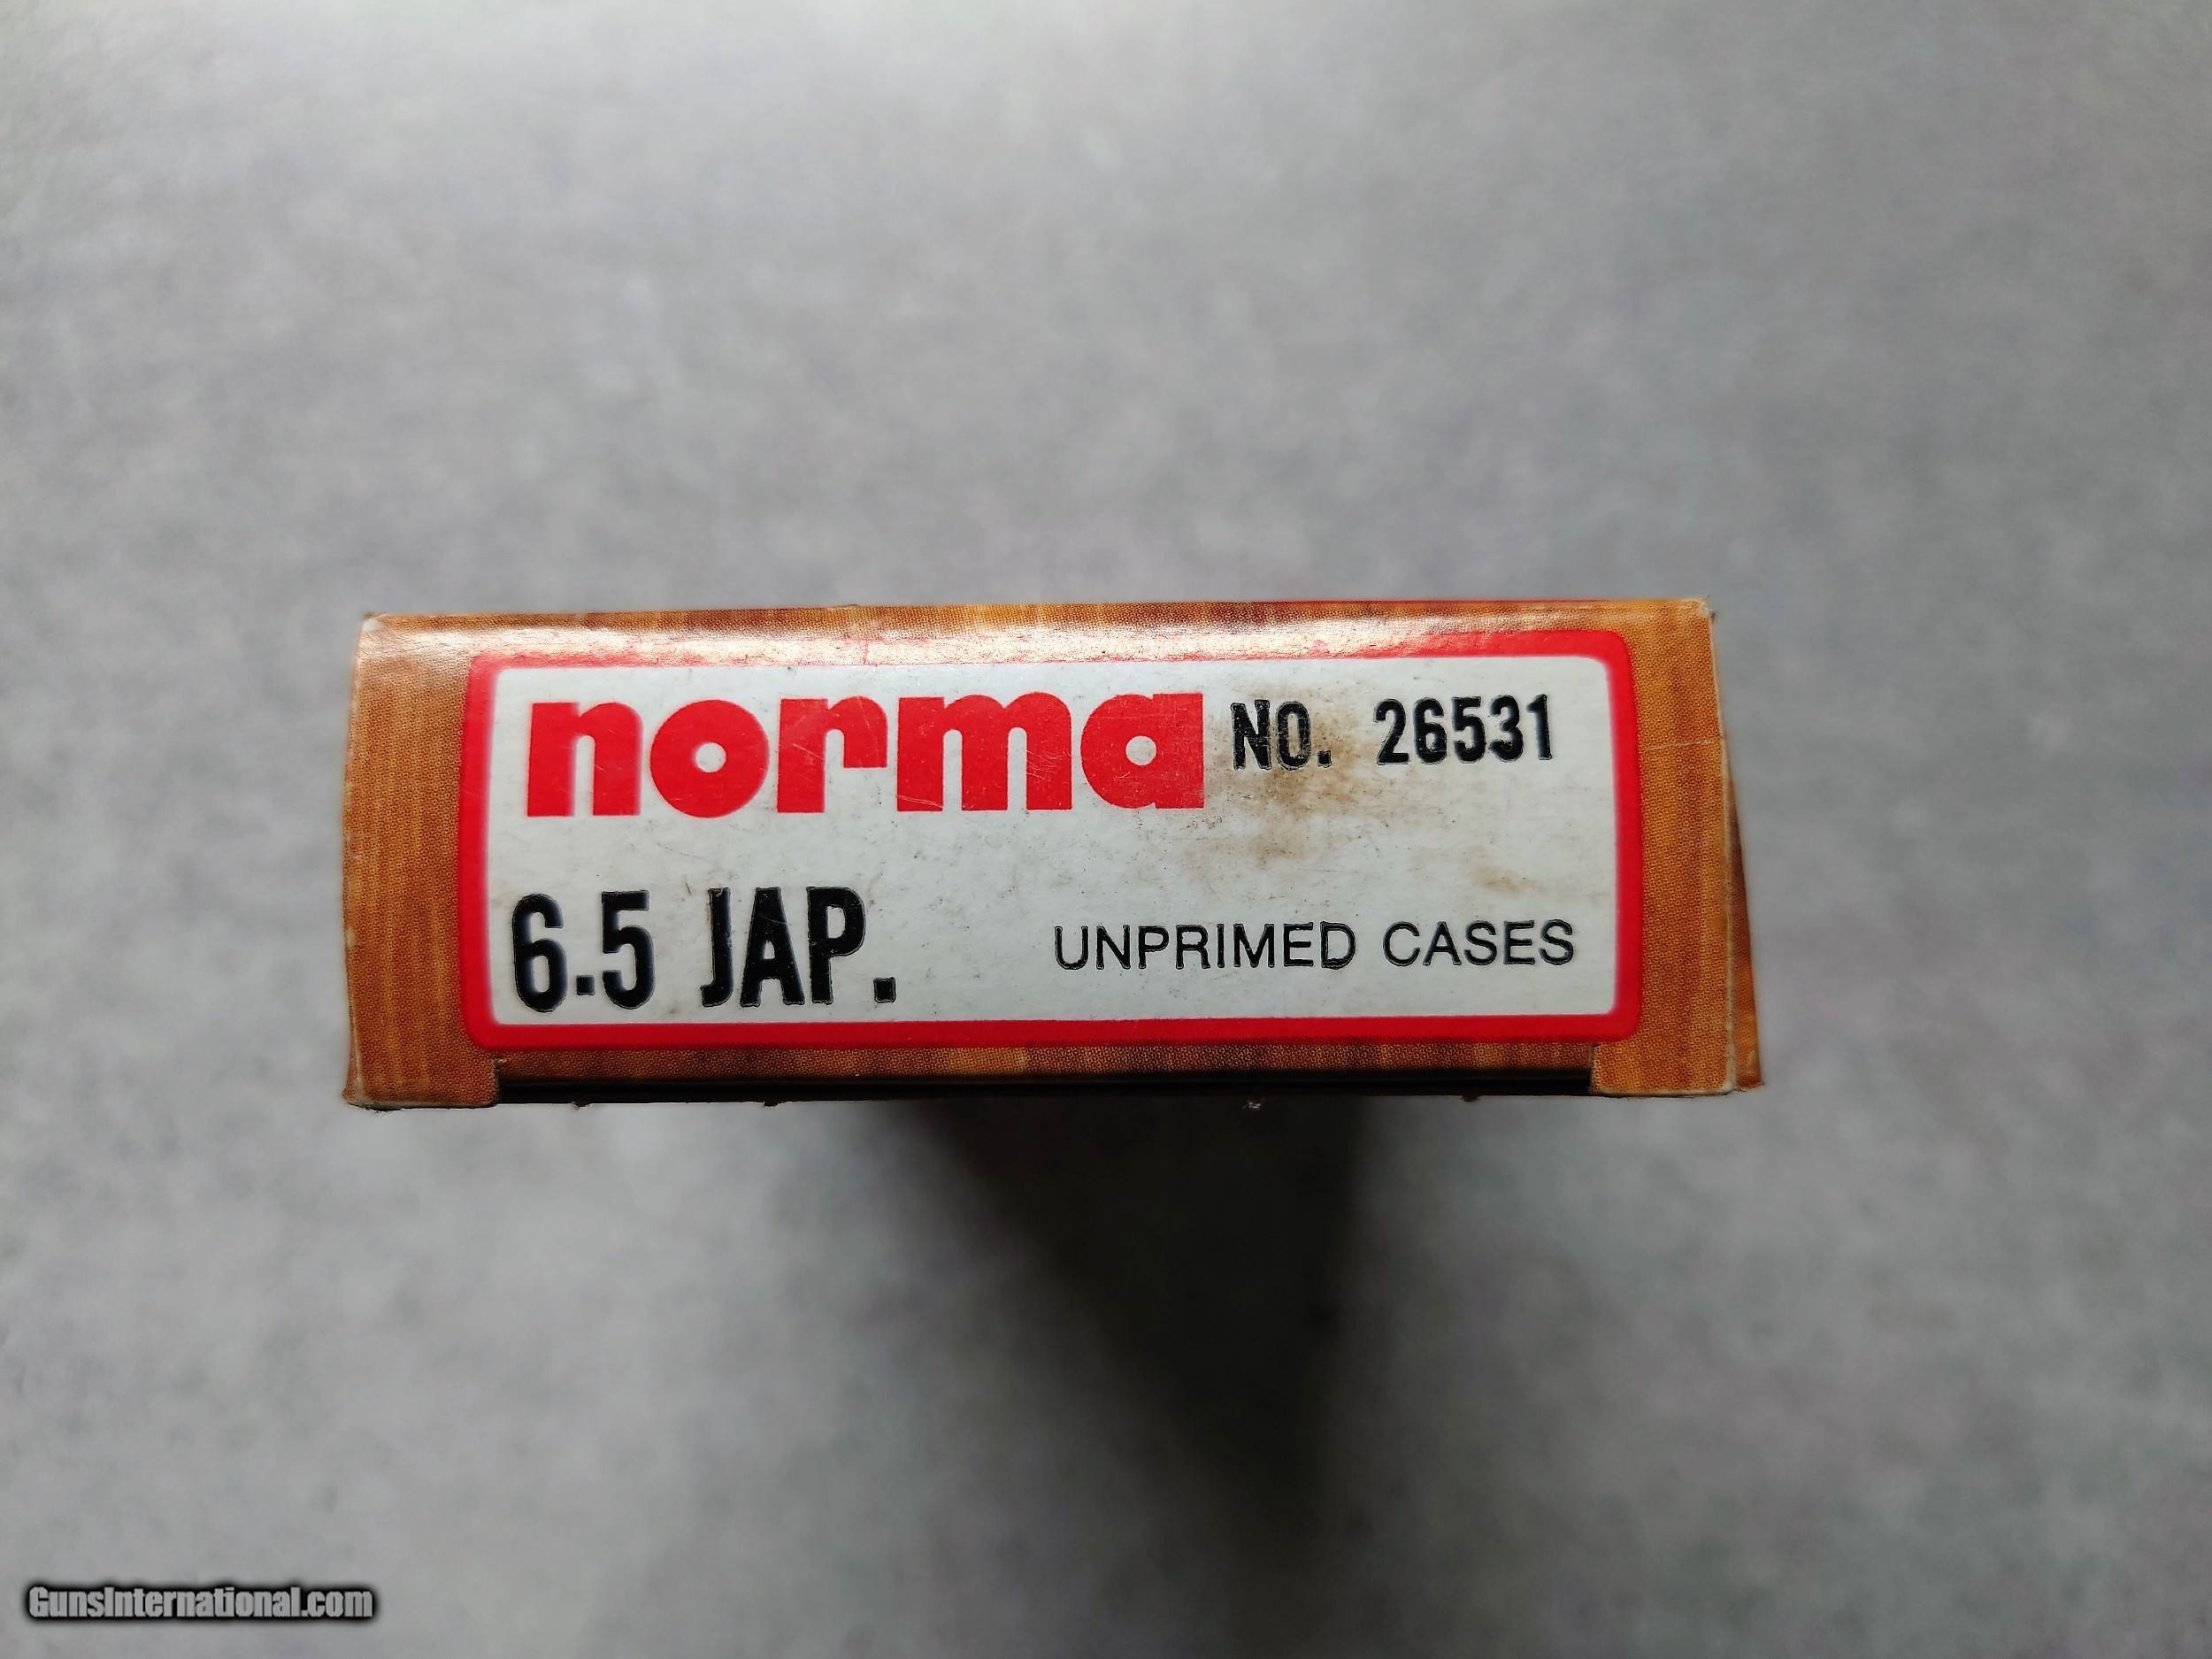 norma NO. 26531
6.5 JAP. UNPRIMED CASES
GunsInternational.com